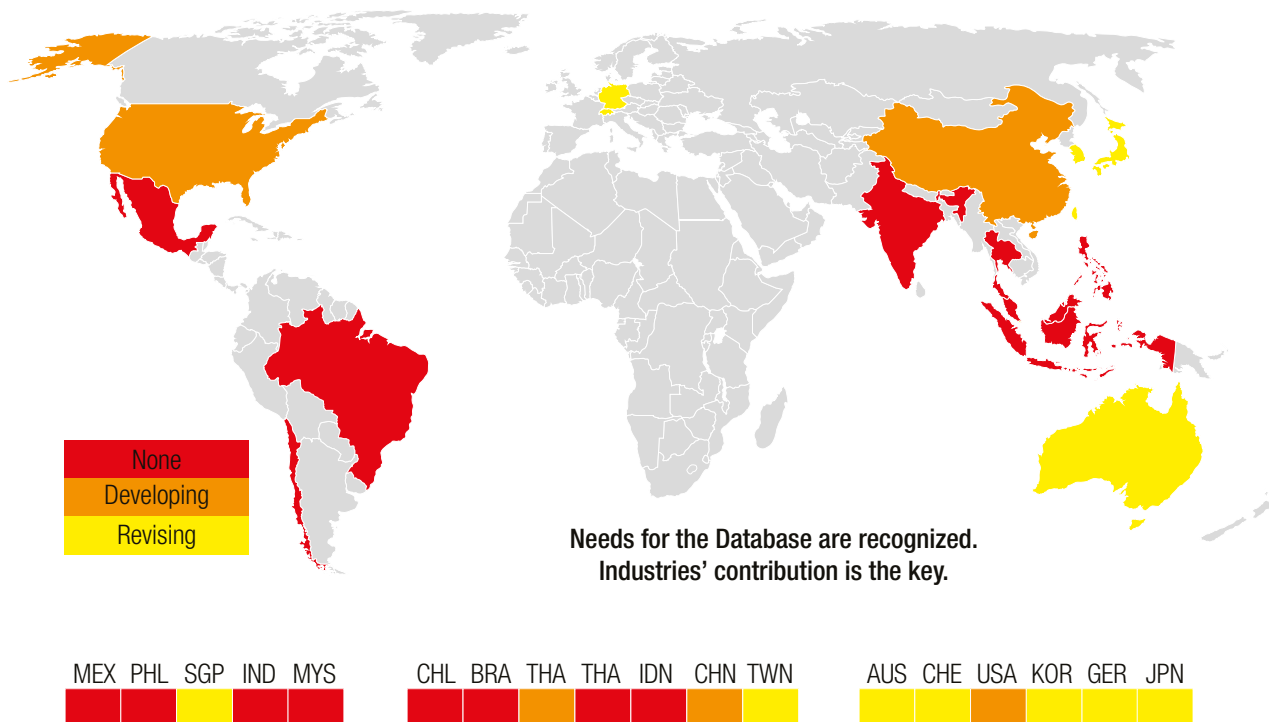 None
Developing
Revising
Needs for the Database are recognized.
Industries’ contribution is the key.
MEX PHL SGP IND MYS CHL BRA THA THA IDN CHN TWN AUS CHE USA KOR GER JPN